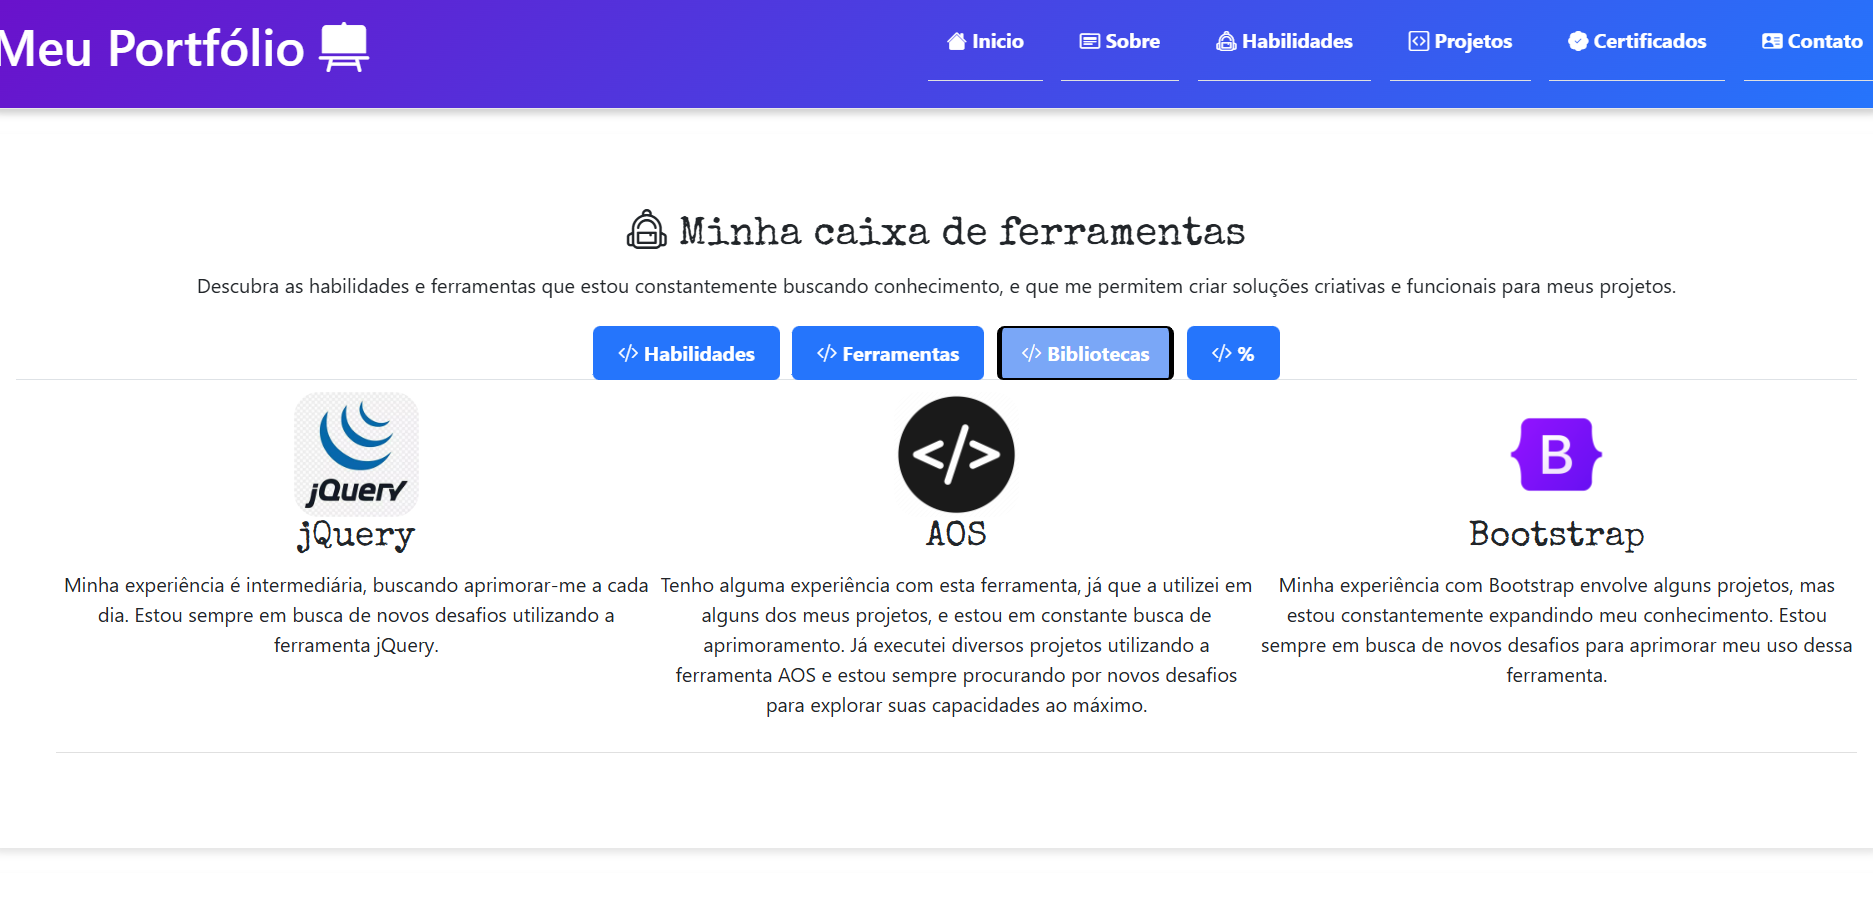 Meu Portfólio
Inicio
Sobre
Habilidades
Projetos
Certificados
Contato
Minha caixa de ferramentas
Descubra as habilidades e ferramentas que estou constantemente buscando conhecimento, e que me permitem criar soluções criativas e funcionais para meus projetos.
</> Habilidades
</> Ferramentas
</> Bibliotecas
</> %
jQuery
jQuery
Minha experiência é intermediária, buscando aprimorar-me a cada
dia. Estou sempre em busca de novos desafios utilizando a
ferramenta jQuery.
</>
AOS
Tenho alguma experiência com esta ferramenta, já que a utilizei em
alguns dos meus projetos, e estou em constante busca de
aprimoramento. Já executei diversos projetos utilizando a
ferramenta AOS e estou sempre procurando por novos desafios
para explorar suas capacidades ao máximo.
B
Bootstrap
Minha experiência com Bootstrap envolve alguns projetos, mas
estou constantemente expandindo meu conhecimento. Estou
sempre em busca de novos desafios para aprimorar meu uso dessa
ferramenta.